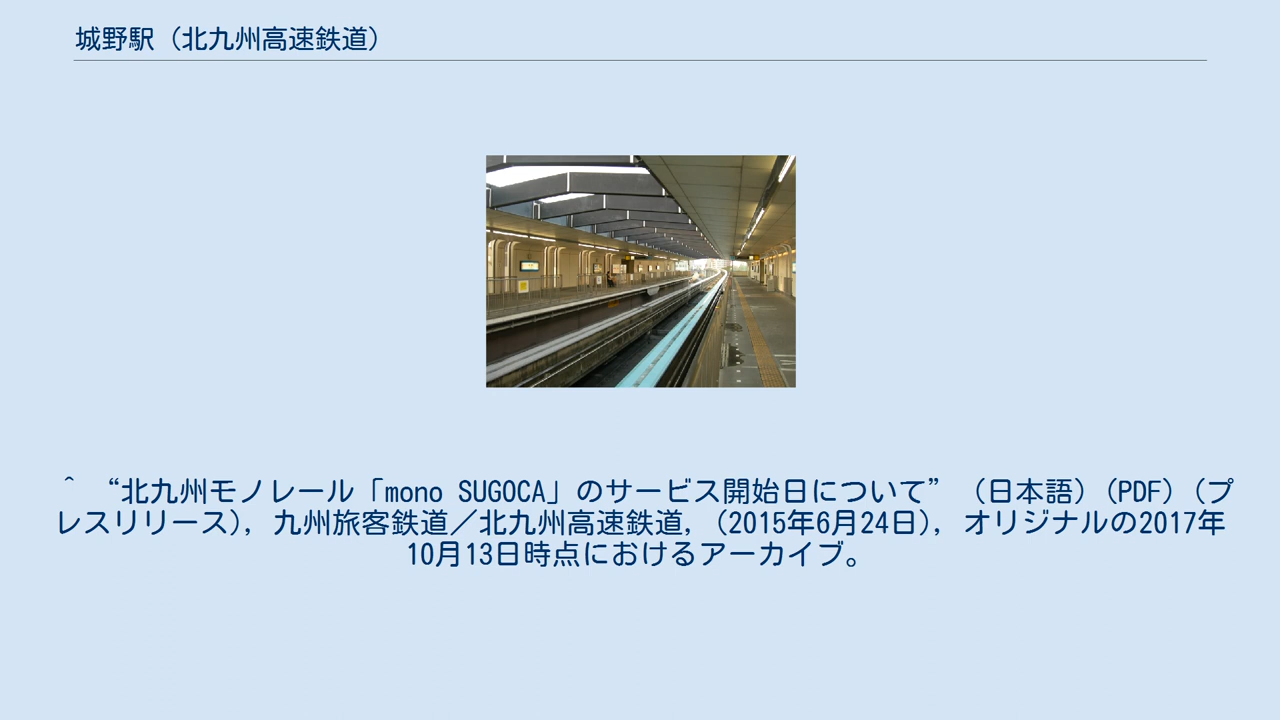 城野駅（北九州高速鉄道）
^ “北九州モノレール「mono SUGOCA」のサービス開始日について” （日本語）(PDF)（プ
レスリリース), 九州旅客鉄道／北九州高速鉄道, (2015年6月24日), オリジナルの2017年
10月13日時点におけるアーカイブ。